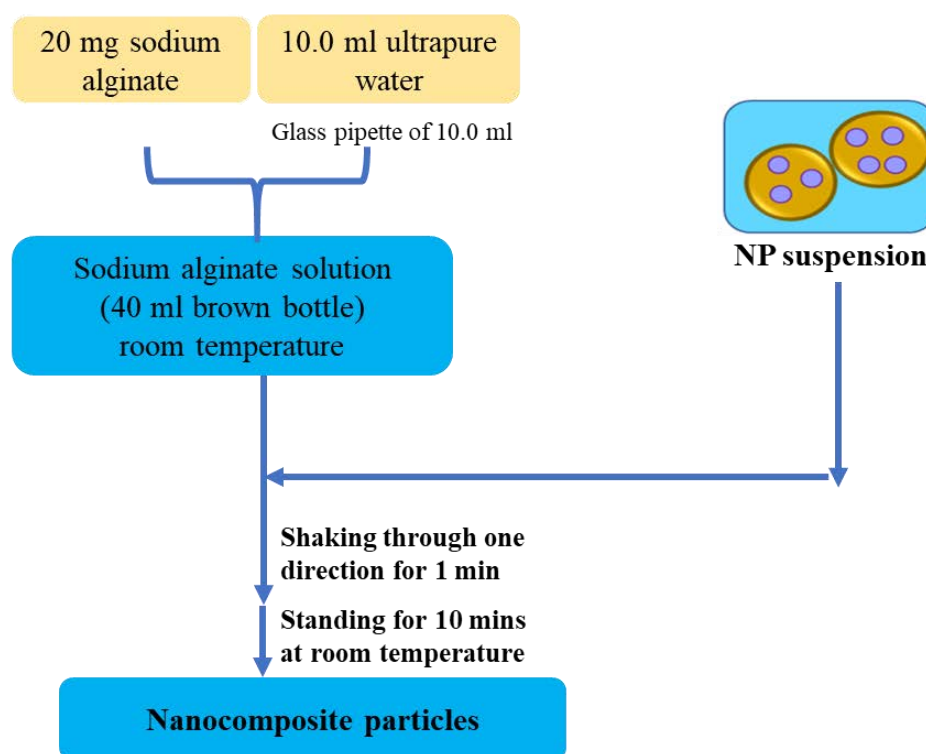 20 mg sodium
alginate
10.0 ml ultrapure
water
Glass pipette of 10.0 ml
Sodium alginate solution
(40 ml brown bottle)
room temperature
NP suspension
Shaking through one
direction for 1 min
Standing for 10 mins
at room temperature
Nanocomposite particles